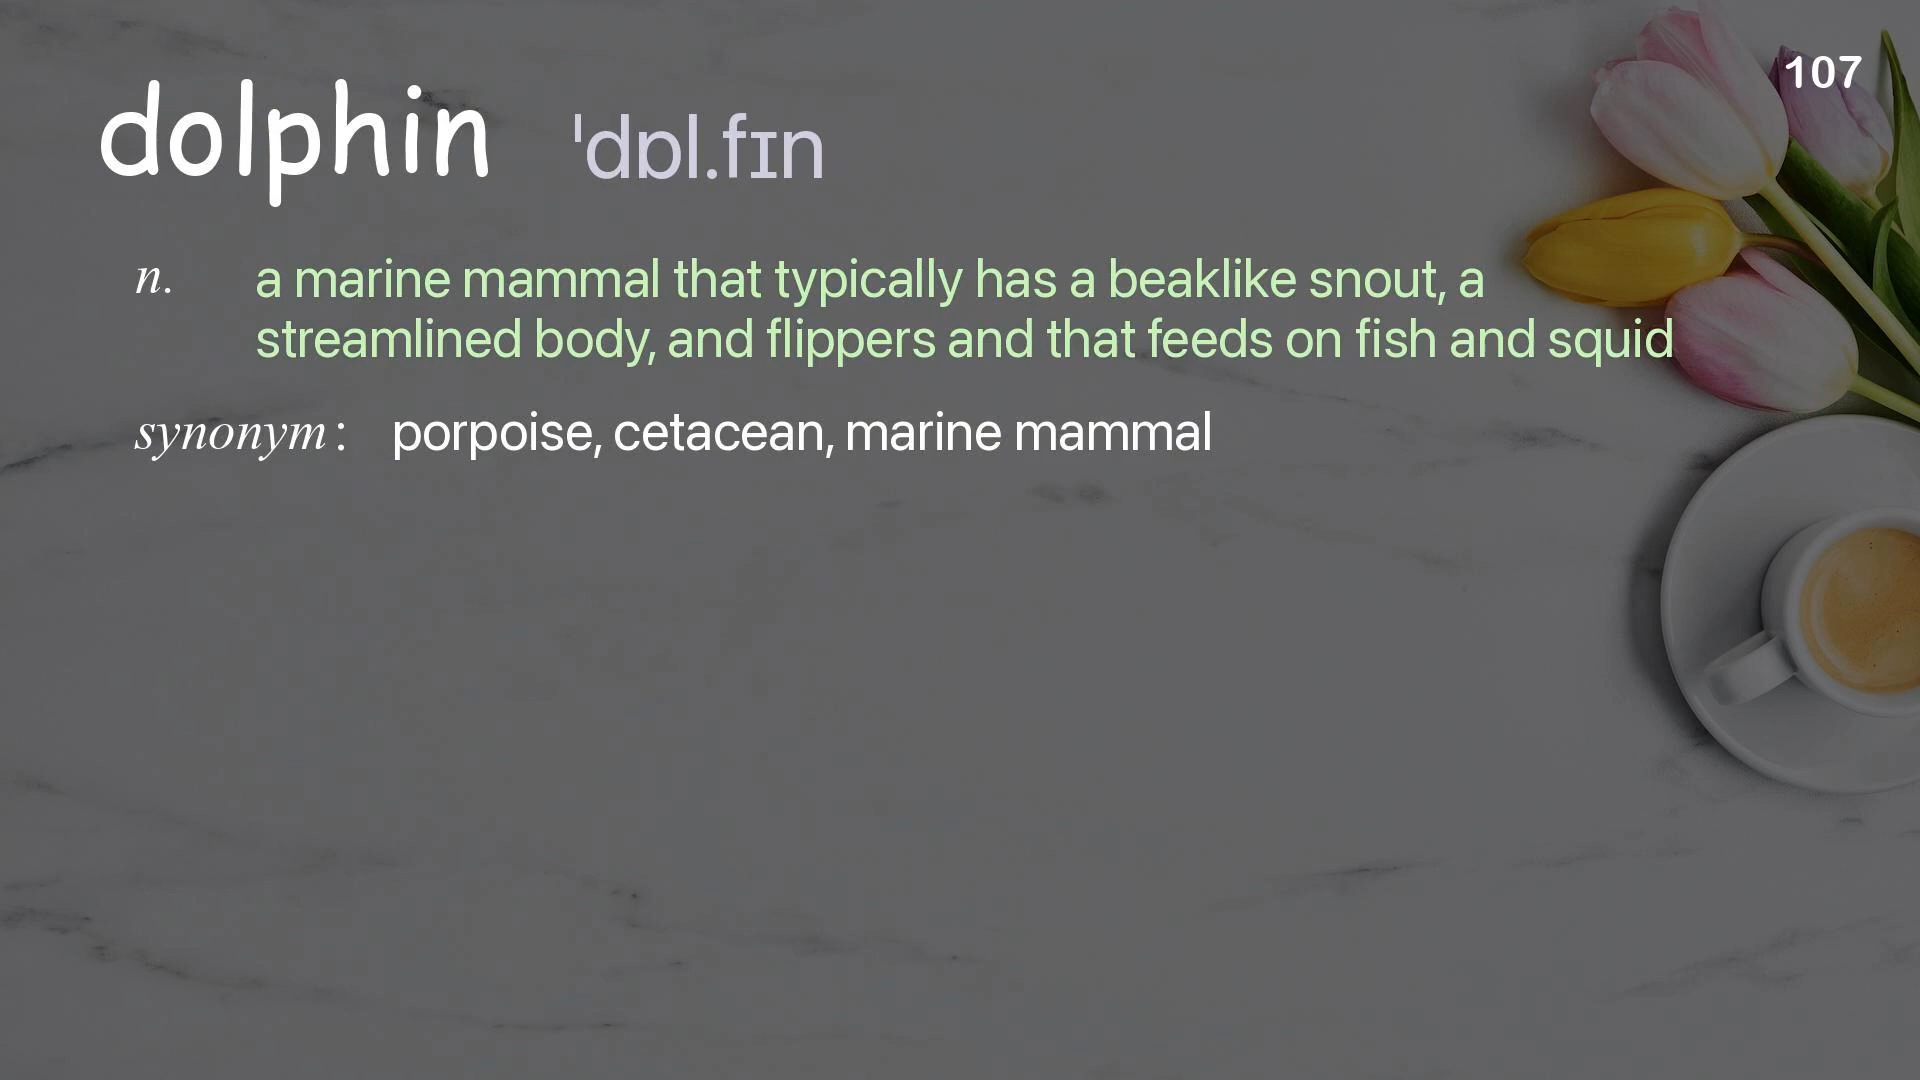 107
dolphin ˈdɒl.fɪn
n. a marine mammal that typically has a beaklike snout, a
streamlined body, and flippers and that feeds on fish and squid
synonym: porpoise, cetacean, marine mammal